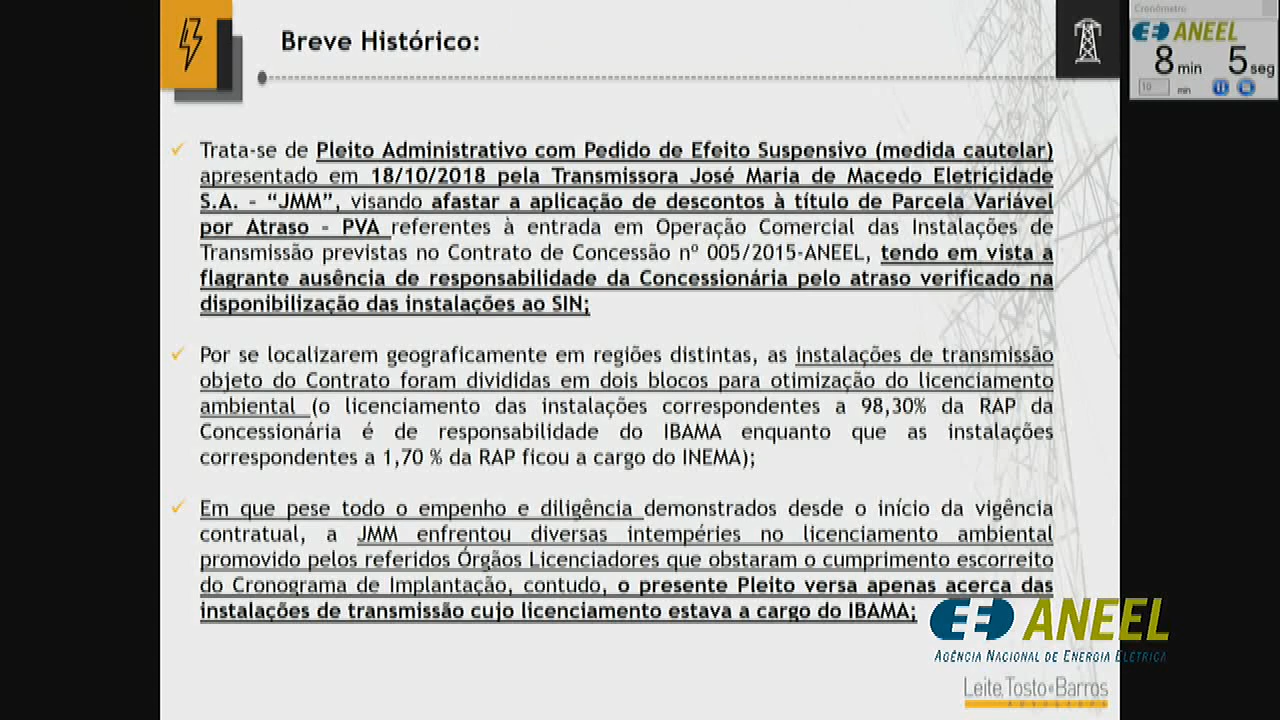 Breve Histórico:
Cronômetro
ANEEL
8 min 5 seg
10 min
Trata-se de Pleito Administrativo com Pedido de Efeito Suspensivo (medida cautelar)
apresentado em 18/10/2018 pela Transmissora José Maria de Macedo Eletricidade
S.A. - “JMM”, visando afastar a aplicação de descontos à título de Parcela Variável
por Atraso - PVA referentes à entrada em Operação Comercial das Instalações de
Transmissão previstas no Contrato de Concessão nº 005/2015-ANEEL, tendo em vista a
flagrante ausência de responsabilidade da Concessionária pelo atraso verificado na
disponibilização das instalações ao SIN;
Por se localizarem geograficamente em regiões distintas, as instalações de transmissão
objeto do Contrato foram divididas em dois blocos para otimização do licenciamento
ambiental (o licenciamento das instalações correspondentes a 98,30% da RAP da
Concessionária é de responsabilidade do IBAMA enquanto que as instalações
correspondentes a 1,70 % da RAP ficou a cargo do INEMA);
Em que pese todo o empenho e diligência demonstrados desde o início da vigência
contratual, a JMM enfrentou diversas intempéries no licenciamento ambiental
promovido pelos referidos Órgãos Licenciadores que obstaram o cumprimento escorreito
do Cronograma de Implantação, contudo, o presente Pleito versa apenas acerca das
instalações de transmissão cujo licenciamento estava a cargo do IBAMA;
ANEEL
AGÊNCIA NACIONAL DE ENERGIA ELÉTRICA
Leite, Tosto e Barros
ADVOGADOS